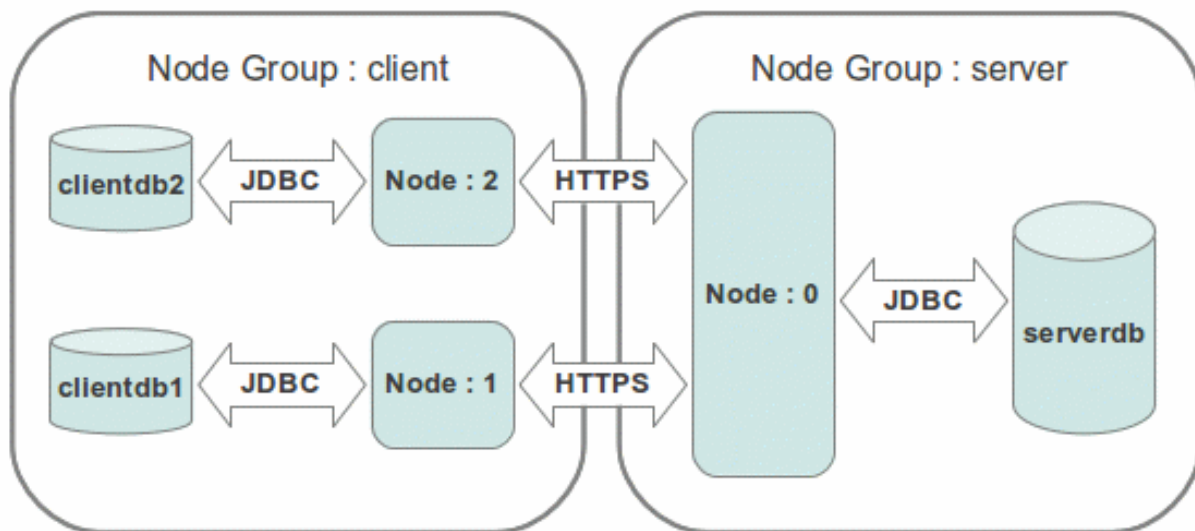 Node Group : client
Node Group : server
clientdb2
JDBC
Node : 2
HTTPS
Node : 0
JDBC
serverdb
clientdb1
JDBC
Node : 1
HTTPS